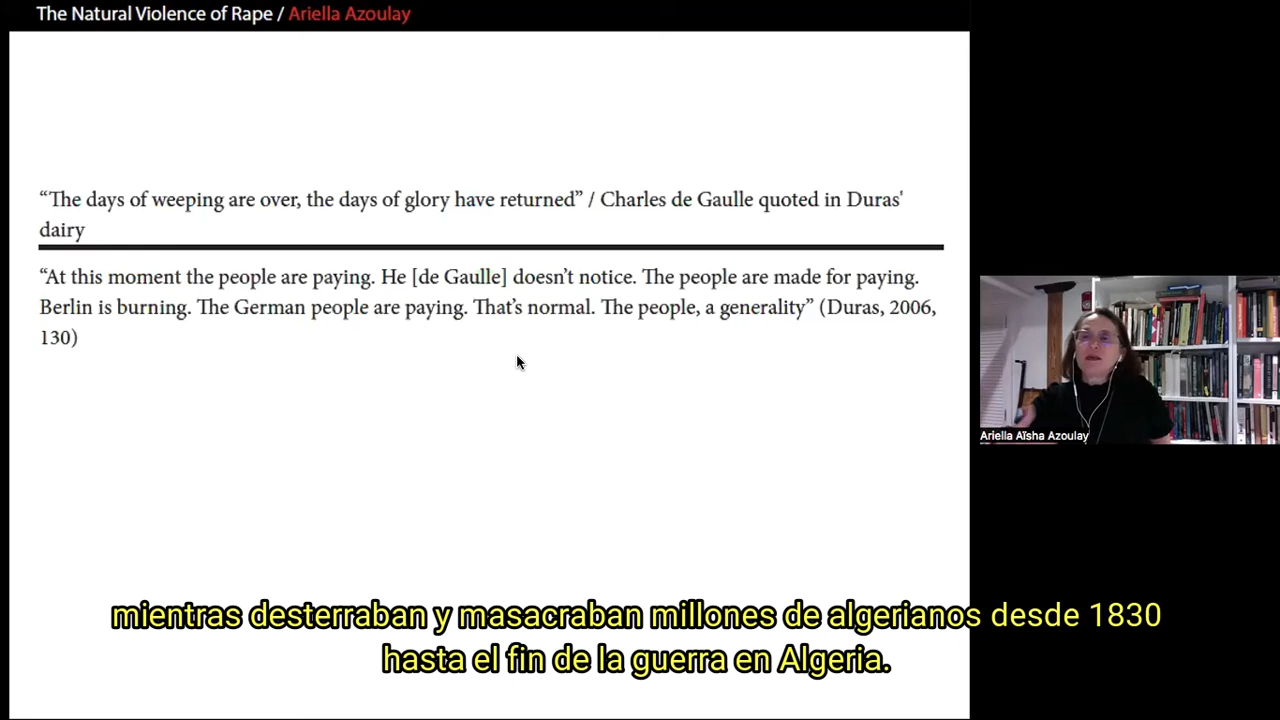 The Natural Violence of Rape / Ariella Azoulay
“The days of weeping are over, the days of glory have returned” / Charles de Gaulle quoted in Duras'
dairy
“At this moment the people are paying. He [de Gaulle] doesn’t notice. The people are made for paying.
Berlin is burning. The German people are paying. That’s normal. The people, a generality” (Duras, 2006,
130)
Ariella Aïsha Azoulay
mientras desterraban y masacraban millones de algerianos desde 1830
hasta el fin de la guerra en Algeria.